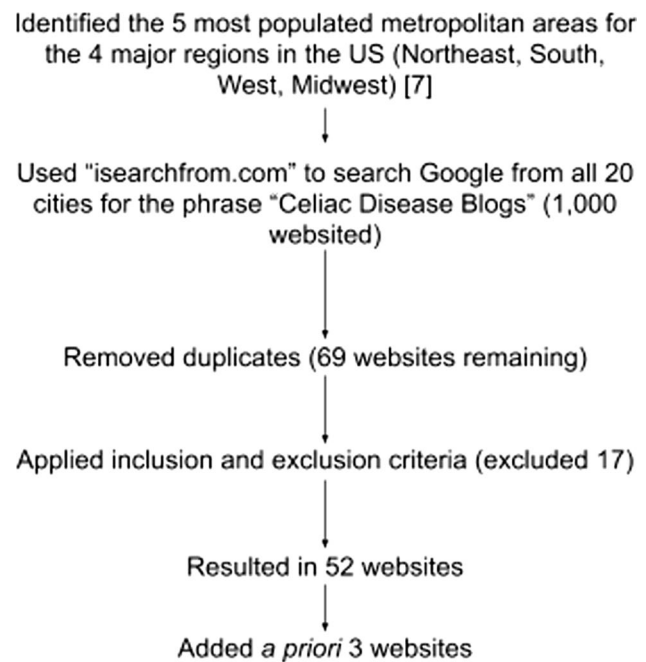 Identified the 5 most populated metropolitan areas for
the 4 major regions in the US (Northeast, South,
West, Midwest) [7]
Used “isearchfrom.com” to search Google from all 20
cities for the phrase “Celiac Disease Blogs” (1,000
websited)
Removed duplicates (69 websites remaining)
Applied inclusion and exclusion criteria (excluded 17)
Resulted in 52 websites
Added a priori 3 websites